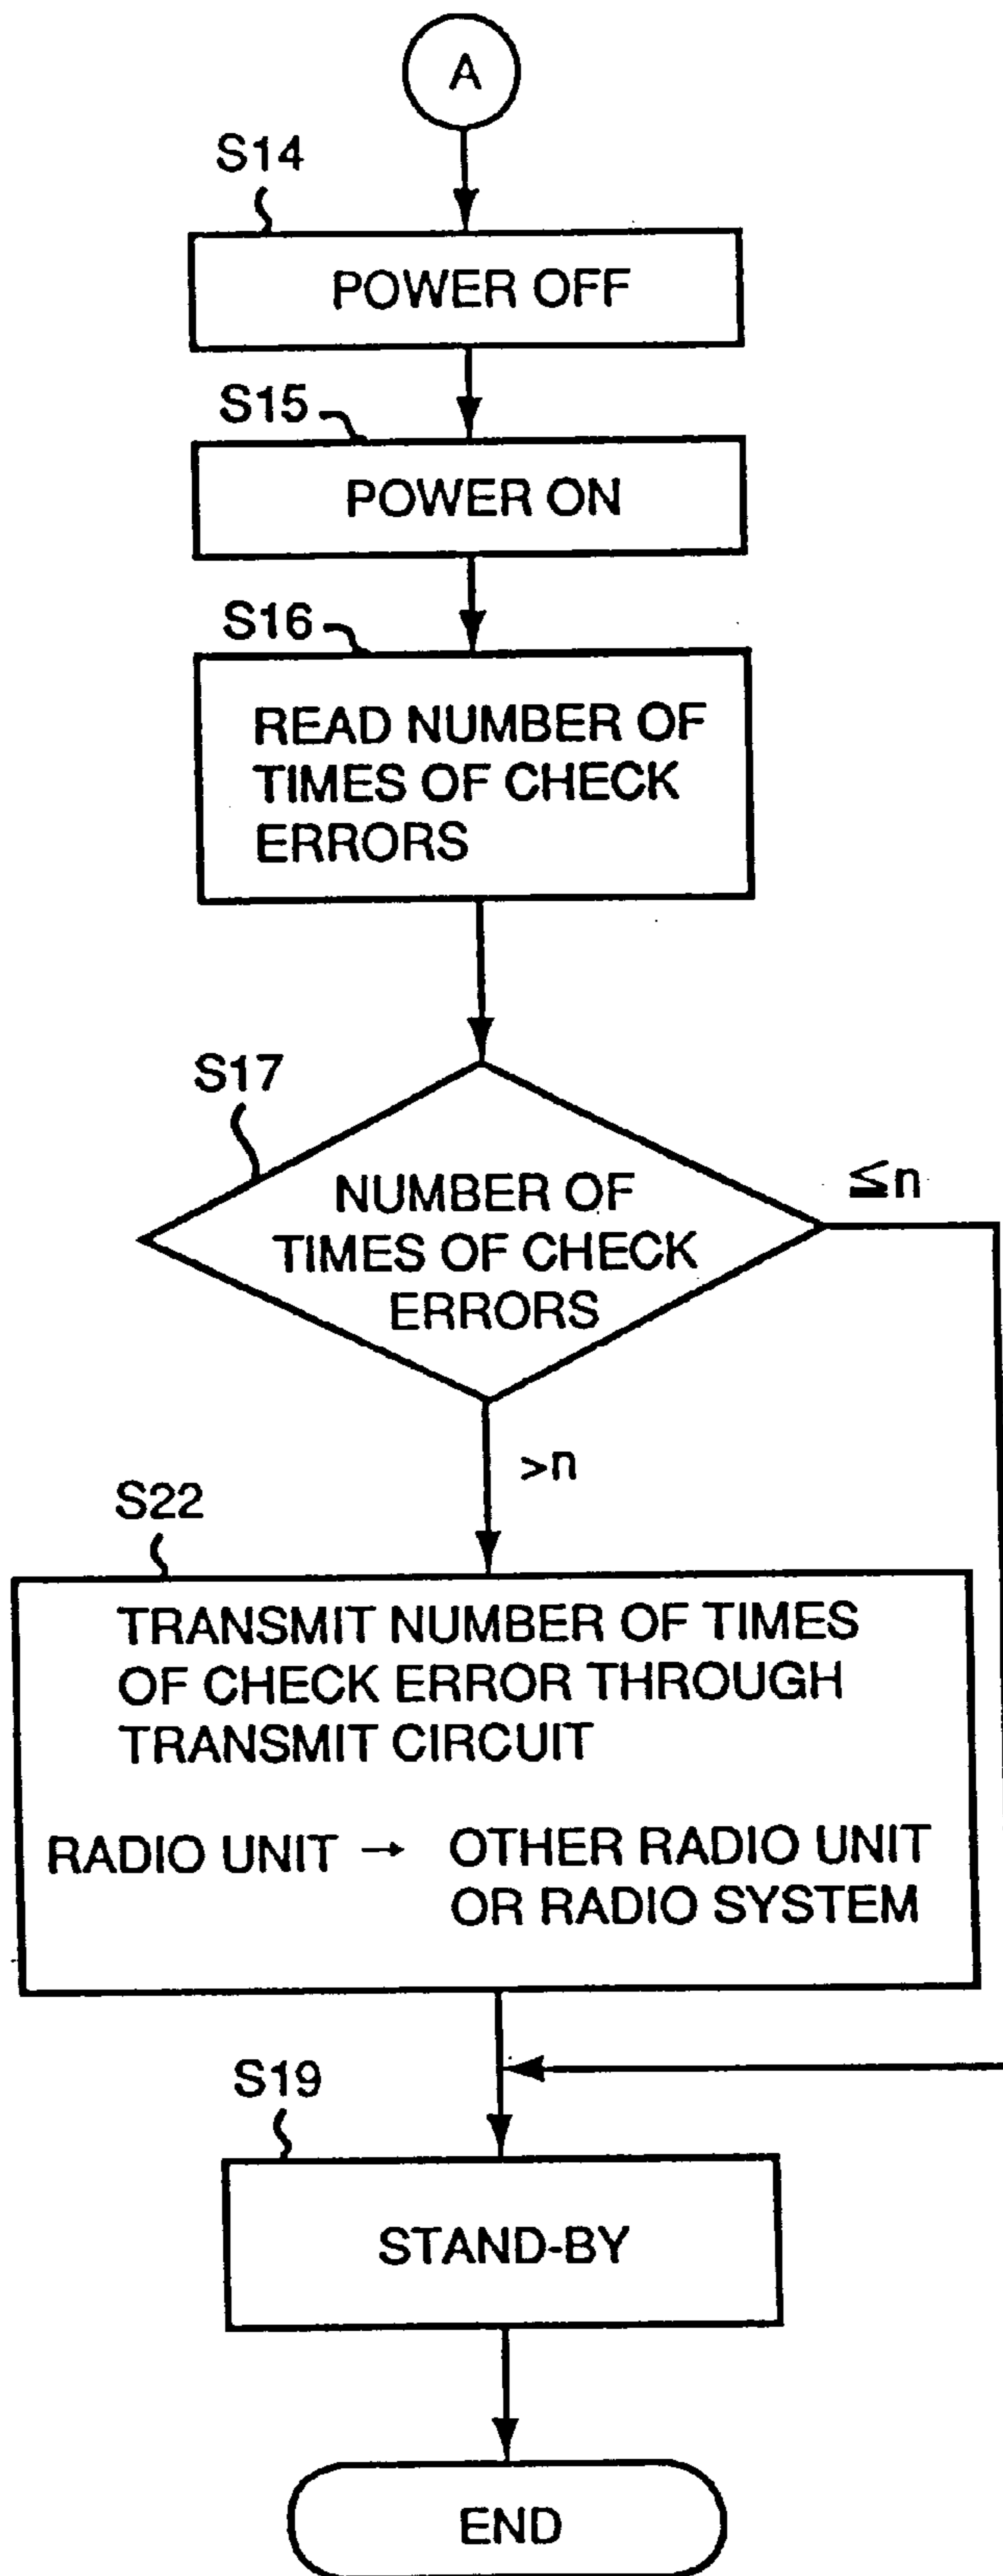 A
S14
POWER OFF
S15
POWER ON
S16
READ NUMBER OF
TIMES OF CHECK
ERRORS
S17
NUMBER OF
TIMES OF CHECK
ERRORS
≦n
>n
S22
TRANSMIT NUMBER OF TIMES
OF CHECK ERROR THROUGH
TRANSMIT CIRCUIT
RADIO UNIT → OTHER RADIO UNIT
OR RADIO SYSTEM
S19
STAND-BY
END